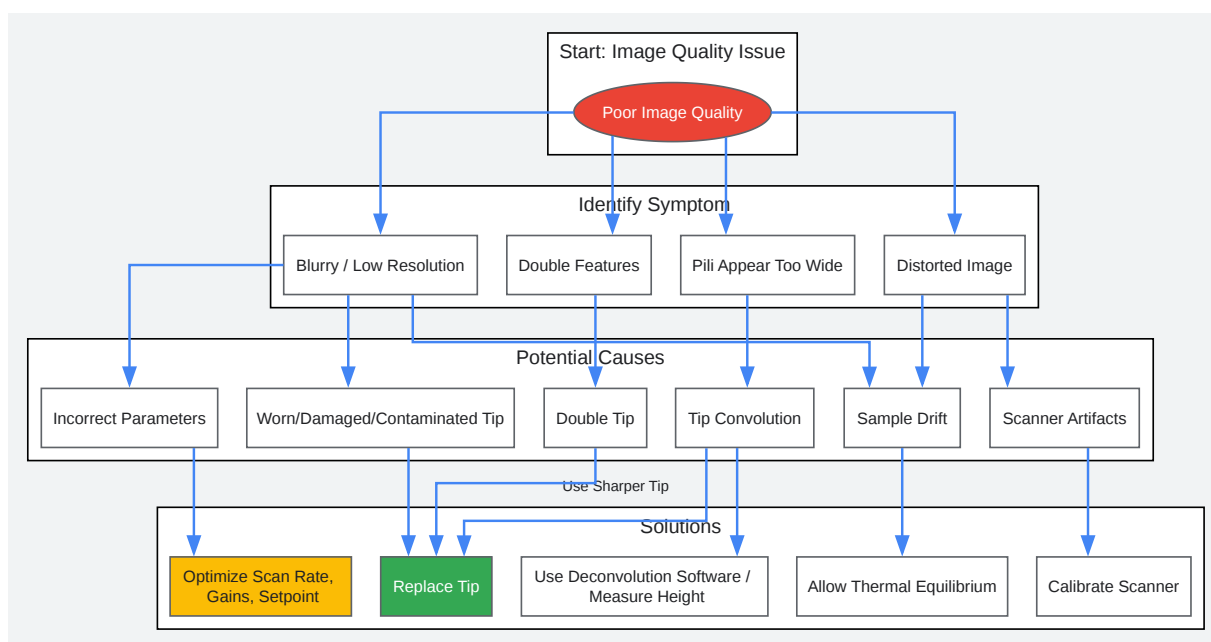 Start: Image Quality Issue
Poor Image Quality
Identify Symptom
Blurry / Low Resolution
Double Features
Pili Appear Too Wide
Distorted Image
Potential Causes
Incorrect Parameters
Worn/Damaged/Contaminated Tip
Double Tip
Tip Convolution
Sample Drift
Scanner Artifacts
Use Sharper Tip
Solutions
Optimize Scan Rate,
Gains, Setpoint
Replace Tip
Use Deconvolution Software /
Measure Height
Allow Thermal Equilibrium
Calibrate Scanner